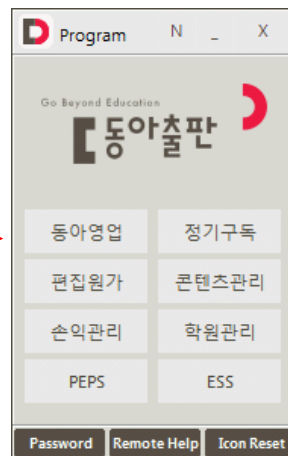 Program N _ X
Go Beyond Education
동아출판
동아영업 정기구독
편집원가 콘텐츠관리
손익관리 학원관리
PEPS ESS
Password Remote Help Icon Reset